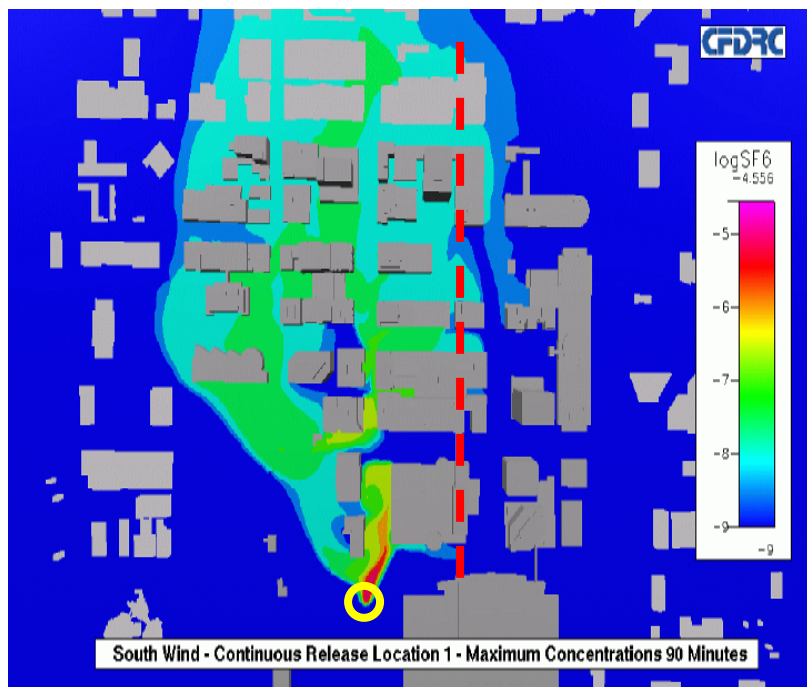 CFDRC
logSF6
-4.556
-5
-6
-7
-8
-9
-9
South Wind - Continuous Release Location 1 - Maximum Concentrations 90 Minutes